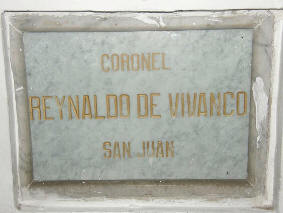 CORONEL
REYNALDO DE VIVANCO
SAN JUAN